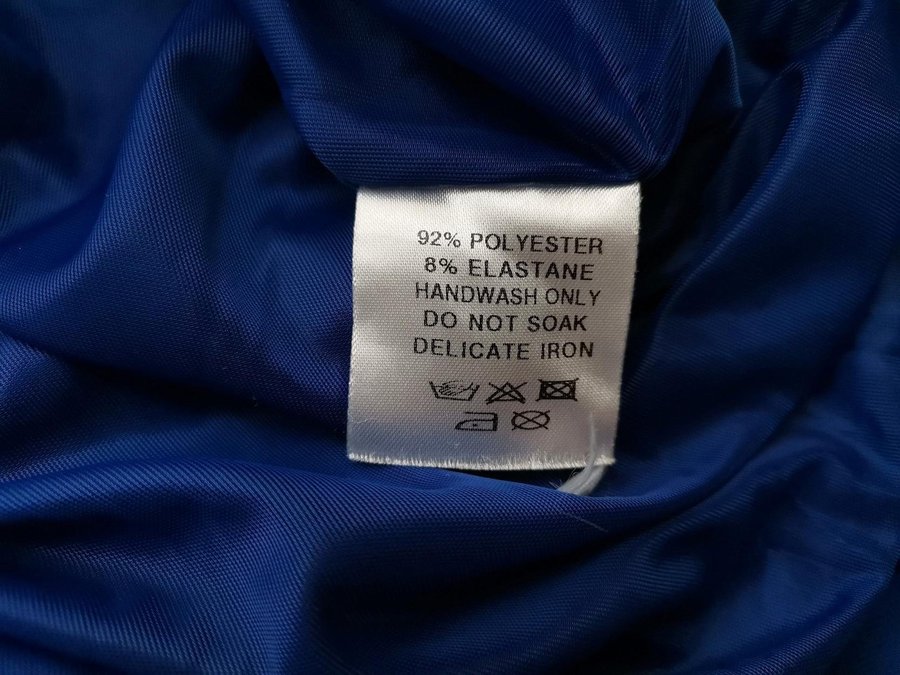 92% POLYESTER
8% ELASTANE
HANDWASH ONLY
DO NOT SOAK
DELICATE IRON